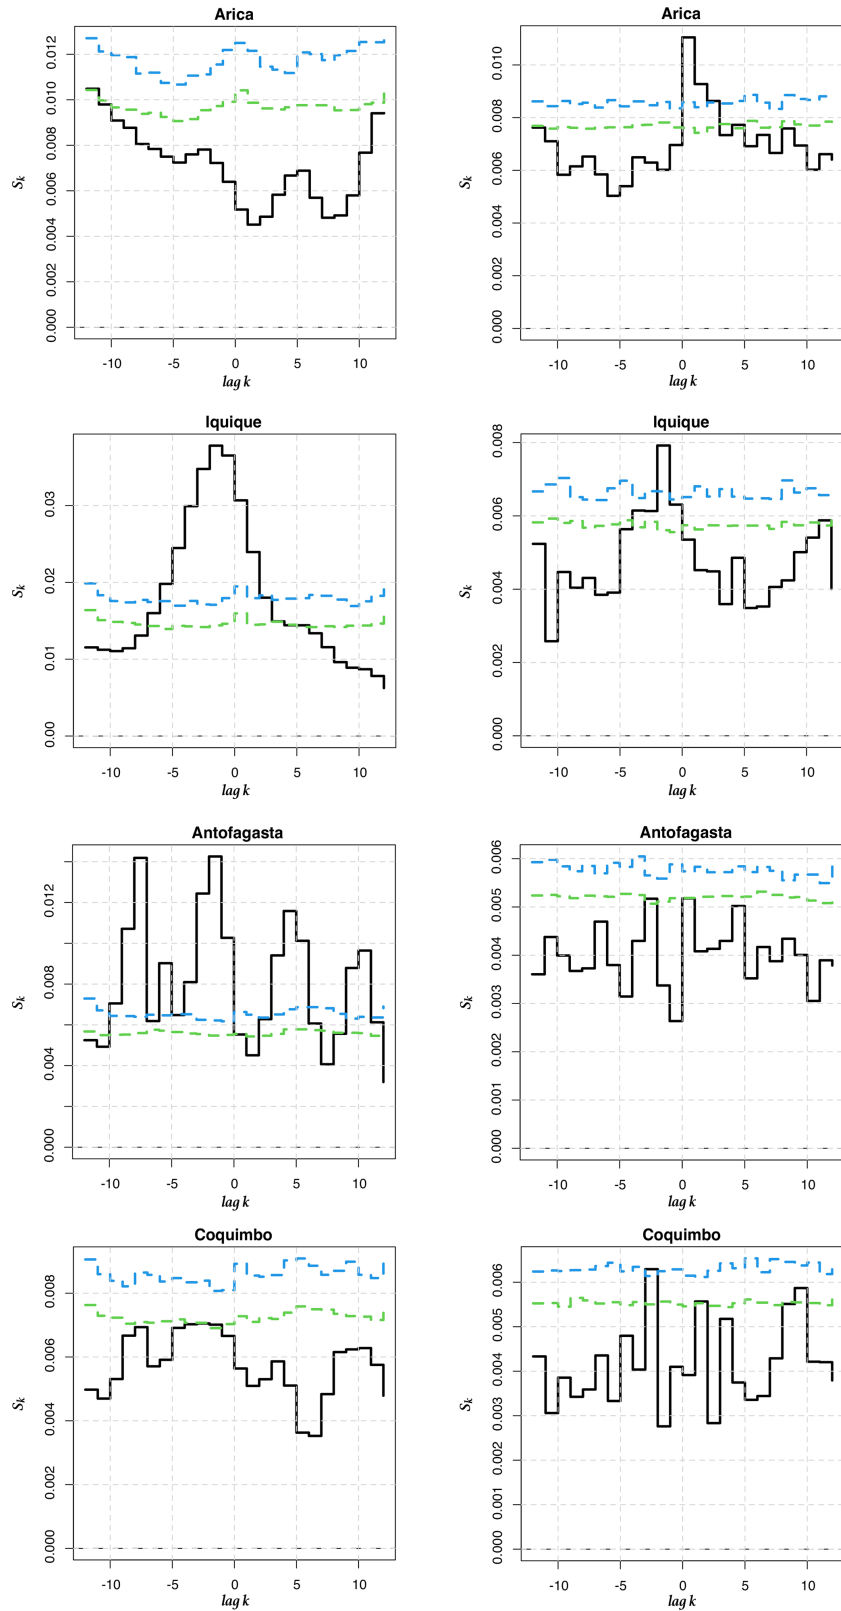 Arica
S_k
0.000 0.002 0.004 0.006 0.008 0.010 0.012
-10 -5 0 5 10
lag k
Arica
S_k
0.000 0.002 0.004 0.006 0.008 0.010
-10 -5 0 5 10
lag k
Iquique
S_k
0.00 0.01 0.02 0.03
-10 -5 0 5 10
lag k
Iquique
S_k
0.000 0.002 0.004 0.006 0.008
-10 -5 0 5 10
lag k
Antofagasta
S_k
0.000 0.004 0.008 0.012
-10 -5 0 5 10
lag k
Antofagasta
S_k
0.000 0.001 0.002 0.003 0.004 0.005 0.006
-10 -5 0 5 10
lag k
Coquimbo
S_k
0.000 0.002 0.004 0.006 0.008
-10 -5 0 5 10
lag k
Coquimbo
S_k
0.000 0.001 0.002 0.003 0.004 0.005 0.006
-10 -5 0 5 10
lag k